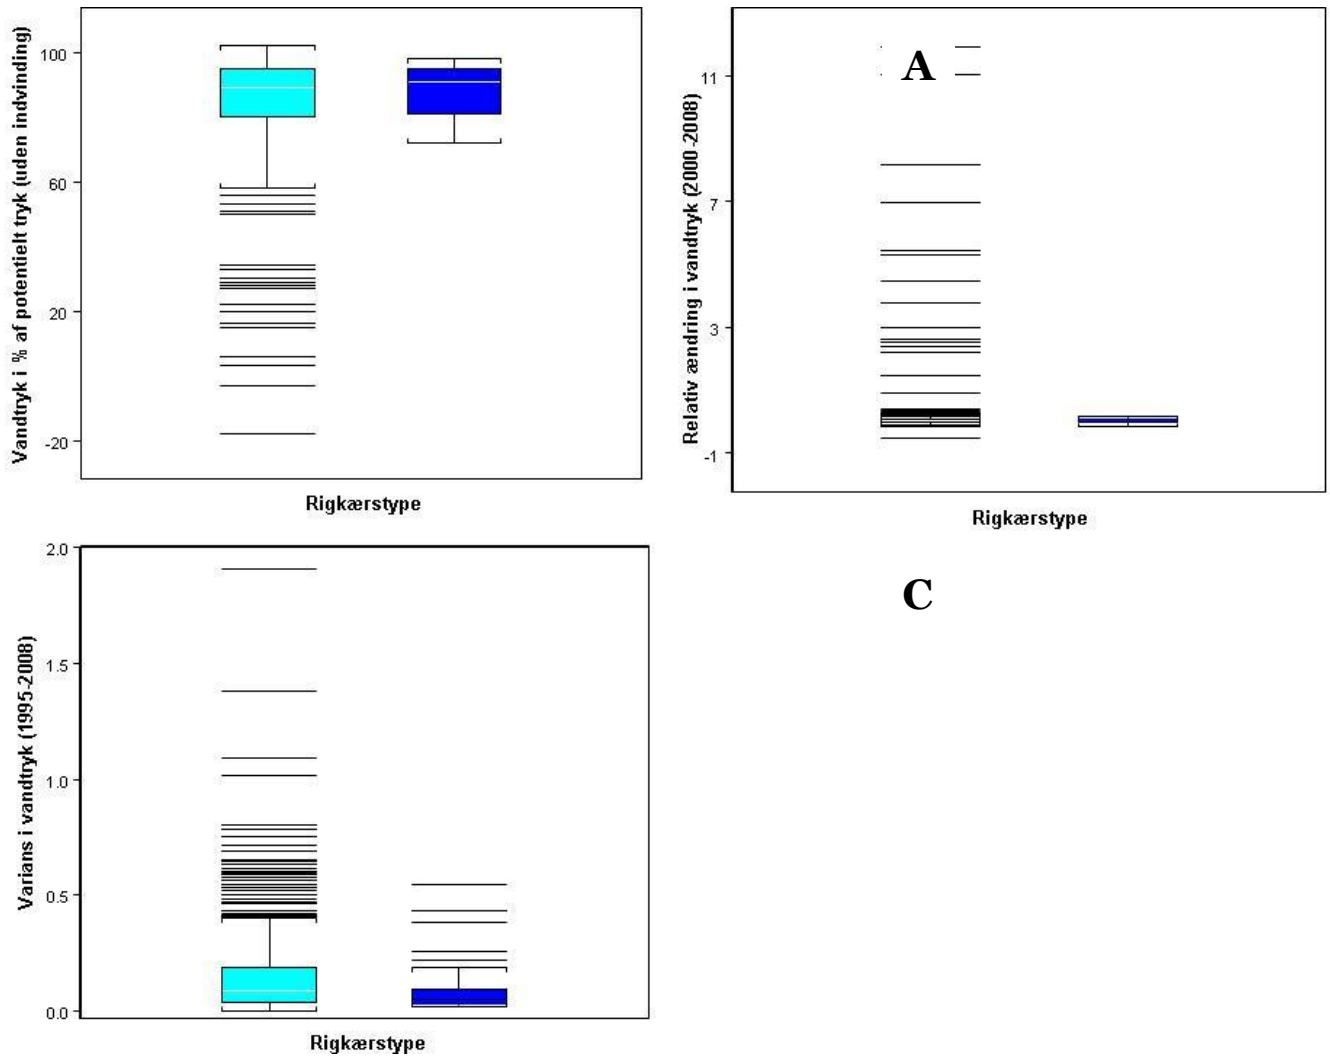 Vandtryk i % af potentielt tryk (uden indvinding)
100
60
20
-20
Rigkærstype
A
Relativ ændring i vandtryk (2000-2008)
11
7
3
-1
Rigkærstype
Varians i vandtryk (1995-2008)
2.0
1.5
1.0
0.5
0.0
Rigkærstype
C